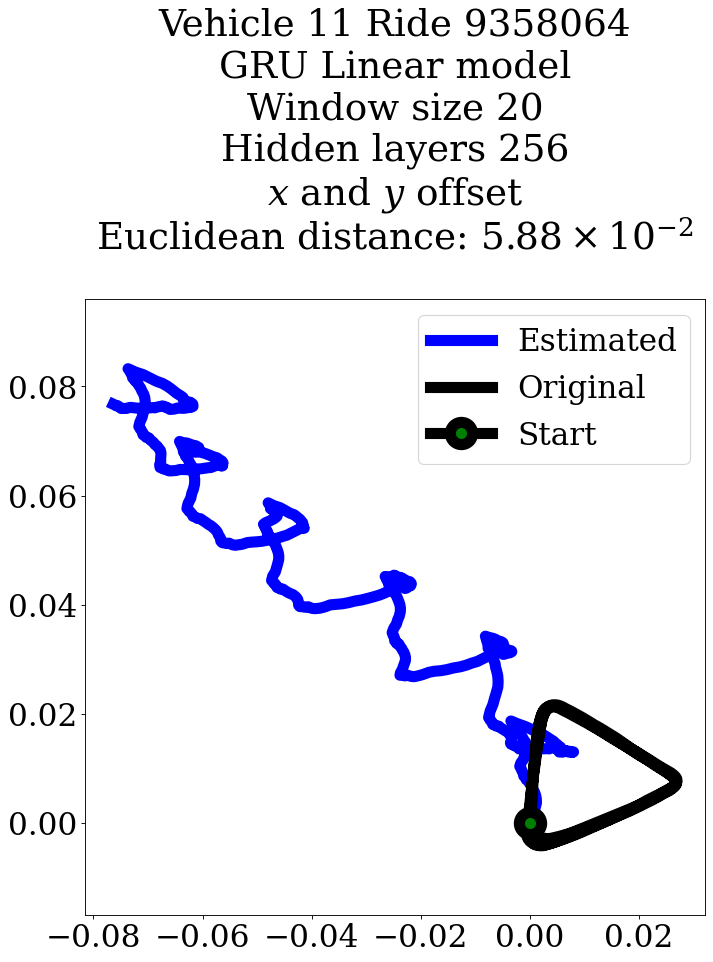 Vehicle 11 Ride 9358064
GRU Linear model
Window size 20
Hidden layers 256
x and y offset
Euclidean distance: 5.88 × 10⁻²
Estimated
Original
Start
0.08
0.06
0.04
0.02
0.00
−0.08 −0.06 −0.04 −0.02 0.00 0.02